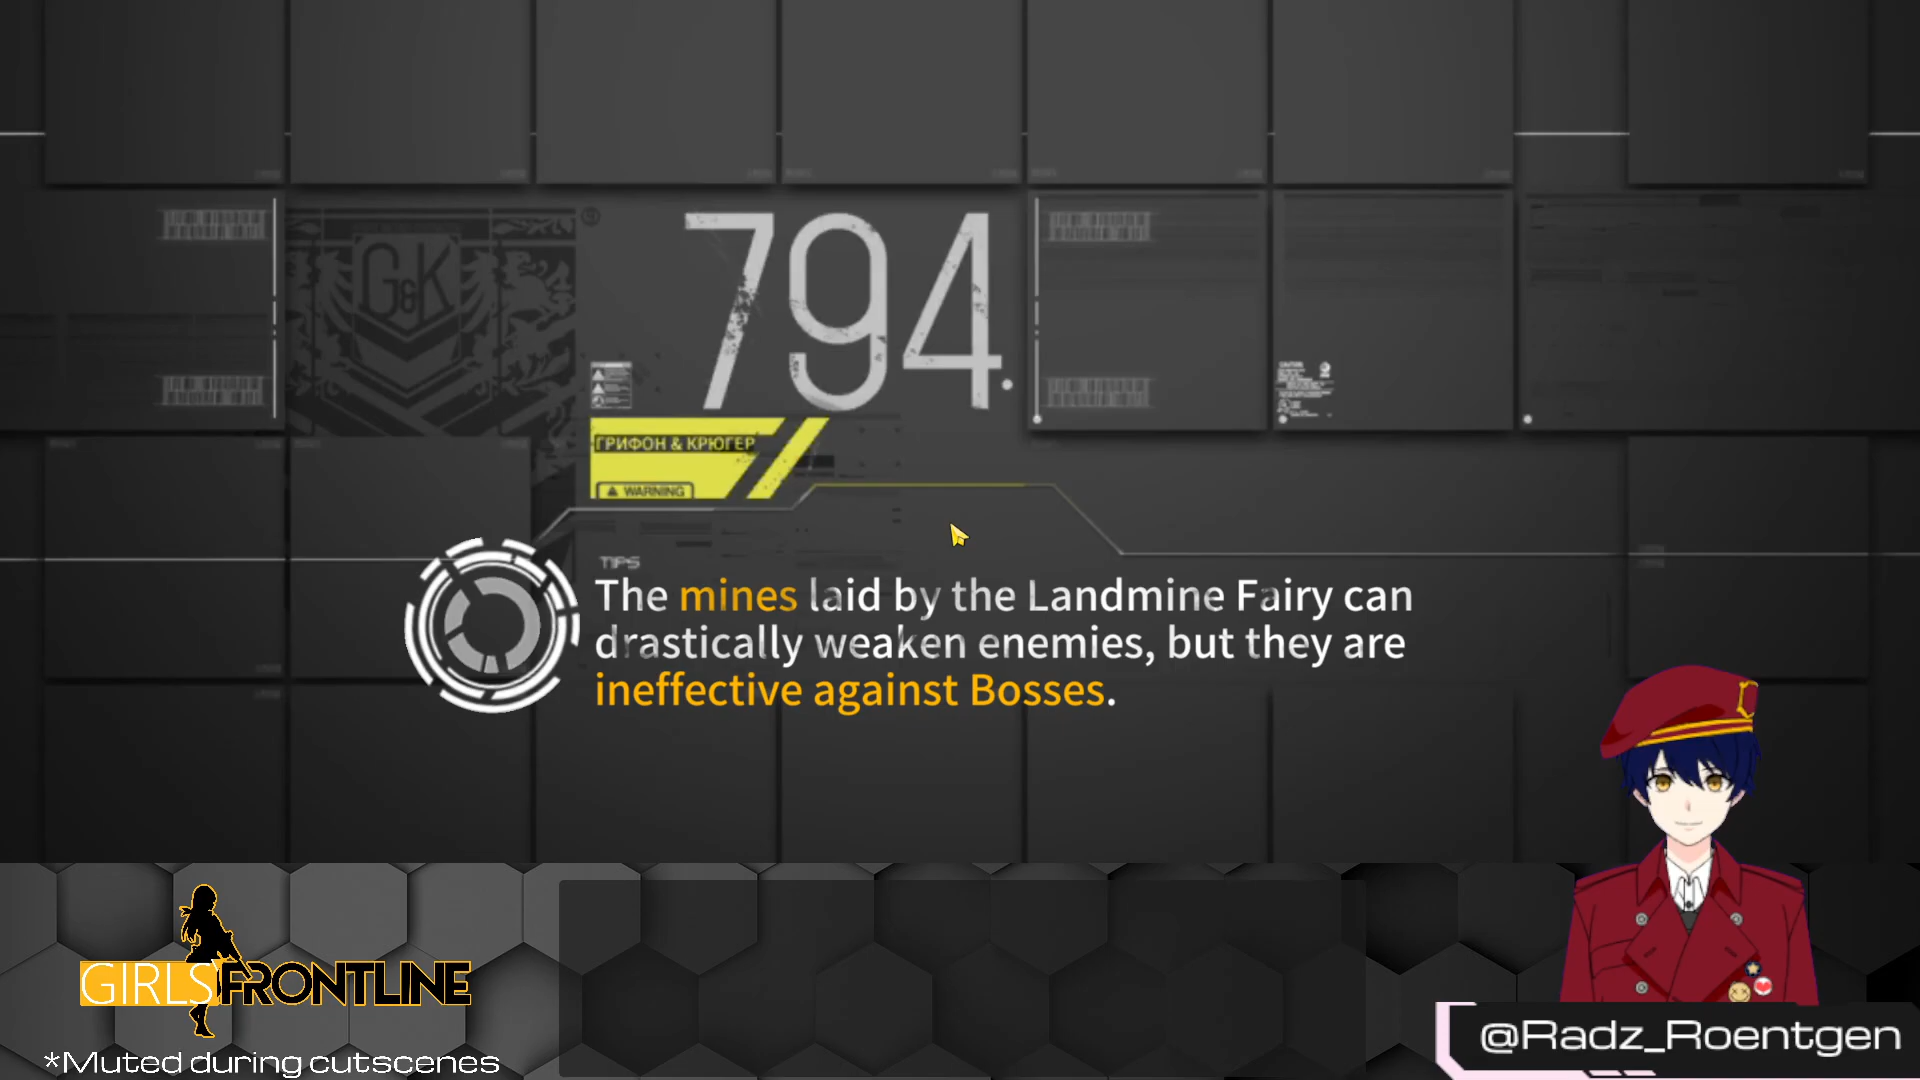 G&K
794.
ГРИФОН & КРЮГЕР
WARNING
TIPS
The mines laid by the Landmine Fairy can
drastically weaken enemies, but they are
ineffective against Bosses.
GIRLS'FRONTLINE
*Muted during cutscenes
@Radz_Roentgen